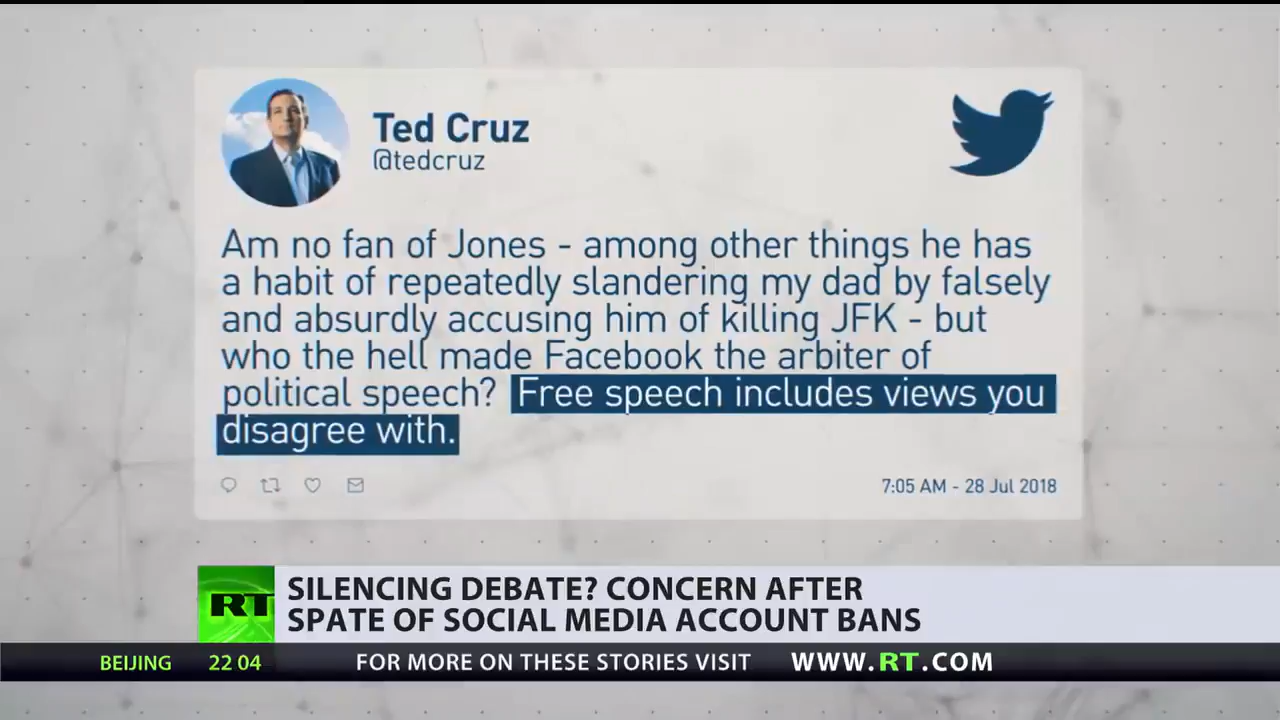 Ted Cruz
@tedcruz
Am no fan of Jones - among other things he has
a habit of repeatedly slandering my dad by falsely
and absurdly accusing him of killing JFK - but
who the hell made Facebook the arbiter of
political speech? Free speech includes views you
disagree with.
7:05 AM - 28 Jul 2018
RT
SILENCING DEBATE? CONCERN AFTER
SPATE OF SOCIAL MEDIA ACCOUNT BANS
BEIJING 22 04 FOR MORE ON THESE STORIES VISIT WWW.RT.COM